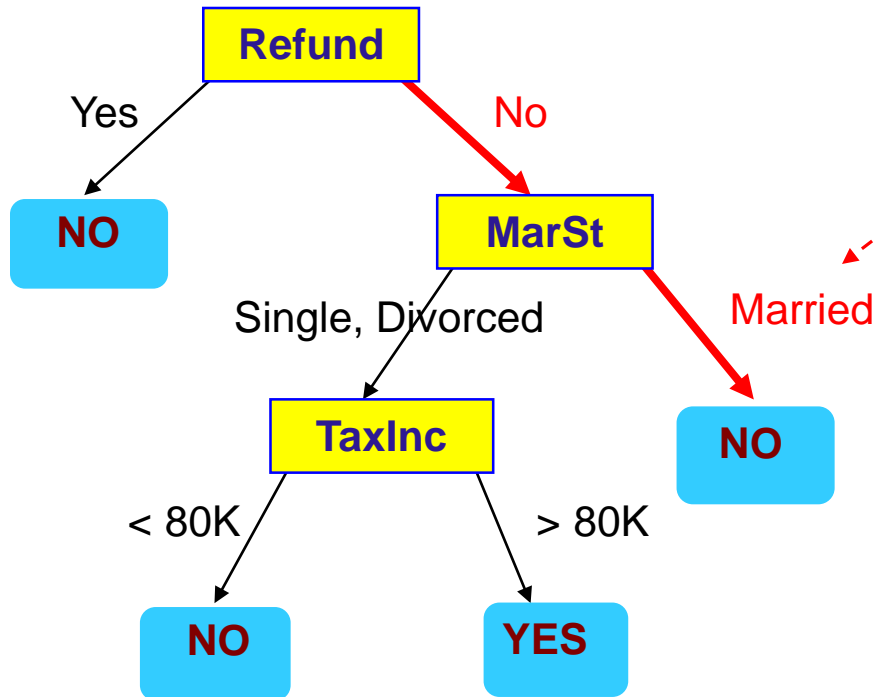 Refund
Yes
No
NO
MarSt
Single, Divorced
Married
TaxInc
NO
< 80K
> 80K
NO
YES